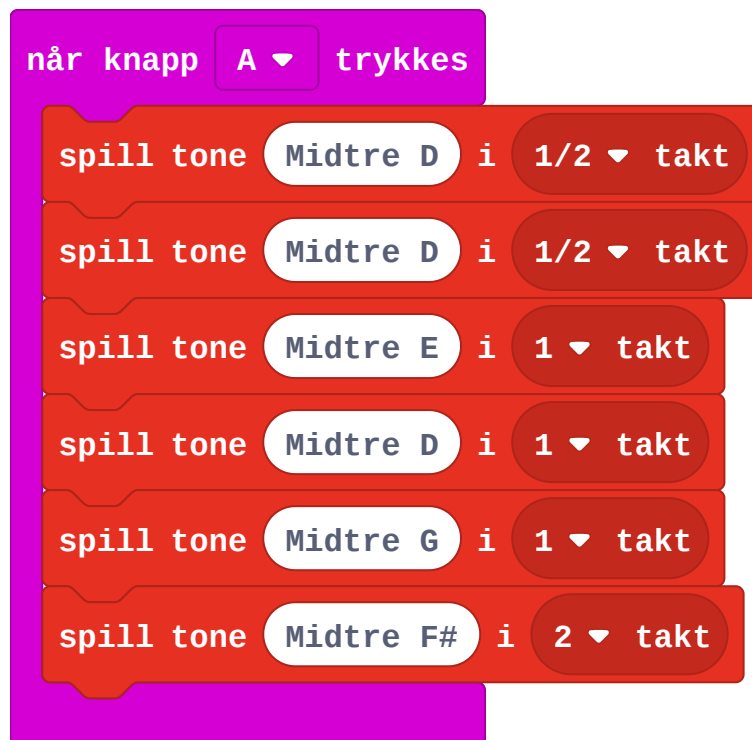 når knapp A trykkes
spill tone Midtre D i 1/2 takt
spill tone Midtre D i 1/2 takt
spill tone Midtre E i 1 takt
spill tone Midtre D i 1 takt
spill tone Midtre G i 1 takt
spill tone Midtre F# i 2 takt